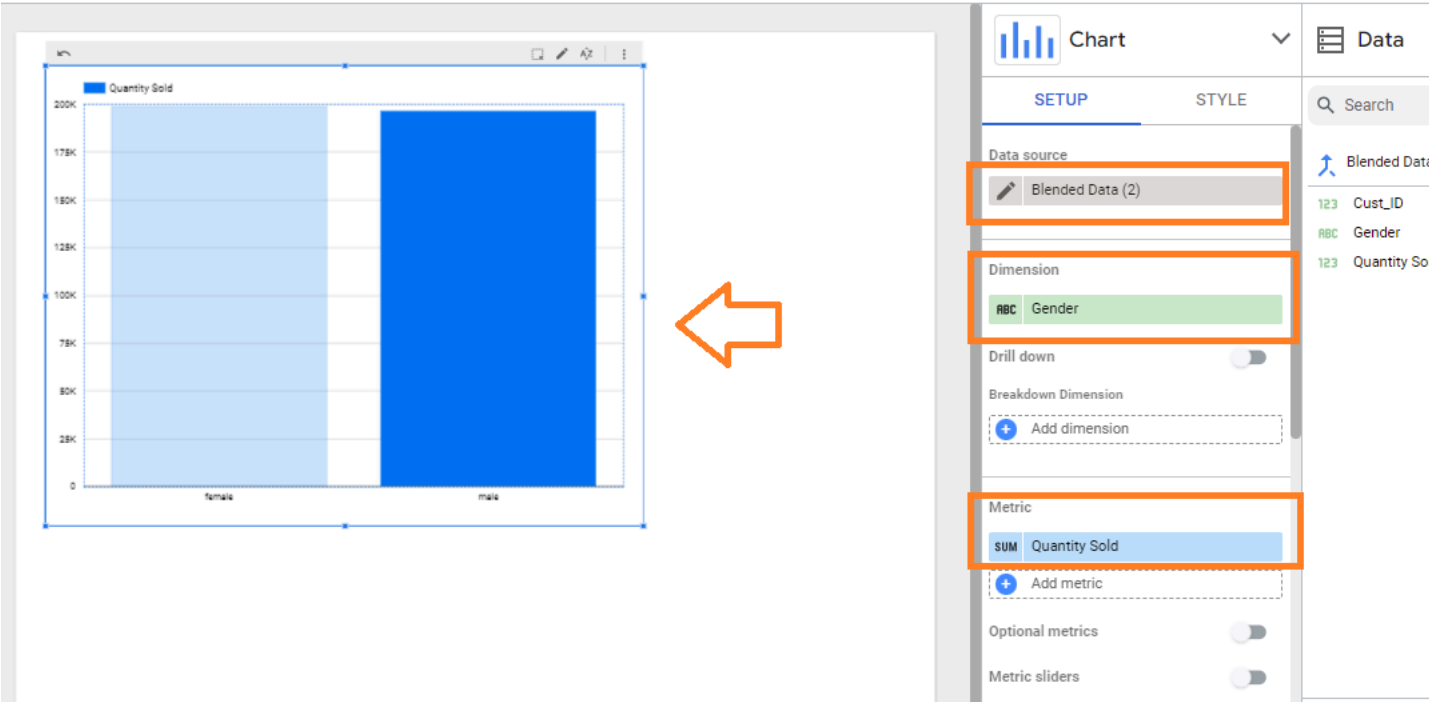 Quantity Sold
200K
175K
150K
125K
100K
75K
50K
25K
0
female
male
Chart
SETUP
STYLE
Data source
Blended Data (2)
Dimension
ABC Gender
Drill down
Breakdown Dimension
Add dimension
Metric
SUM Quantity Sold
Add metric
Optional metrics
Metric sliders
Data
Search
Blended Data
123 Cust_ID
ABC Gender
123 Quantity So